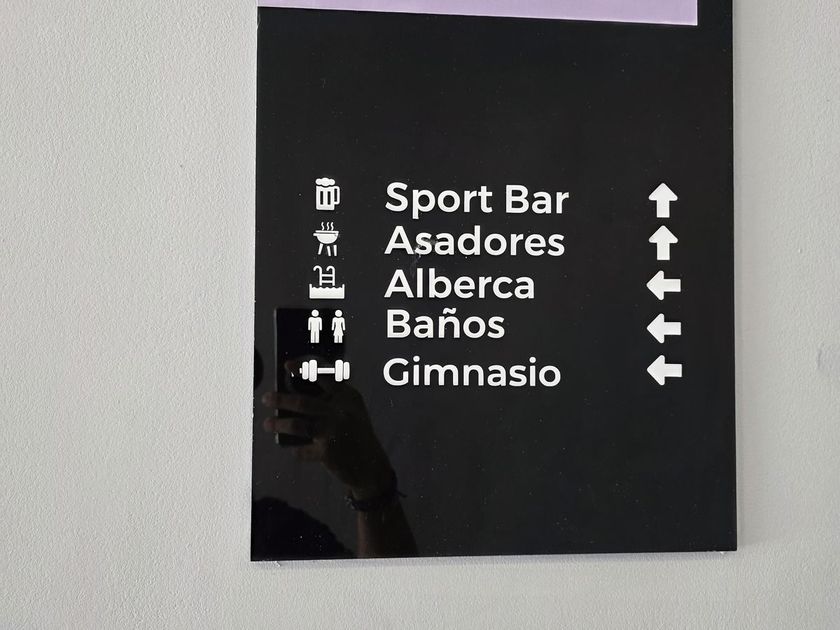 Sport Bar
Asadores
Alberca
Baños
Gimnasio